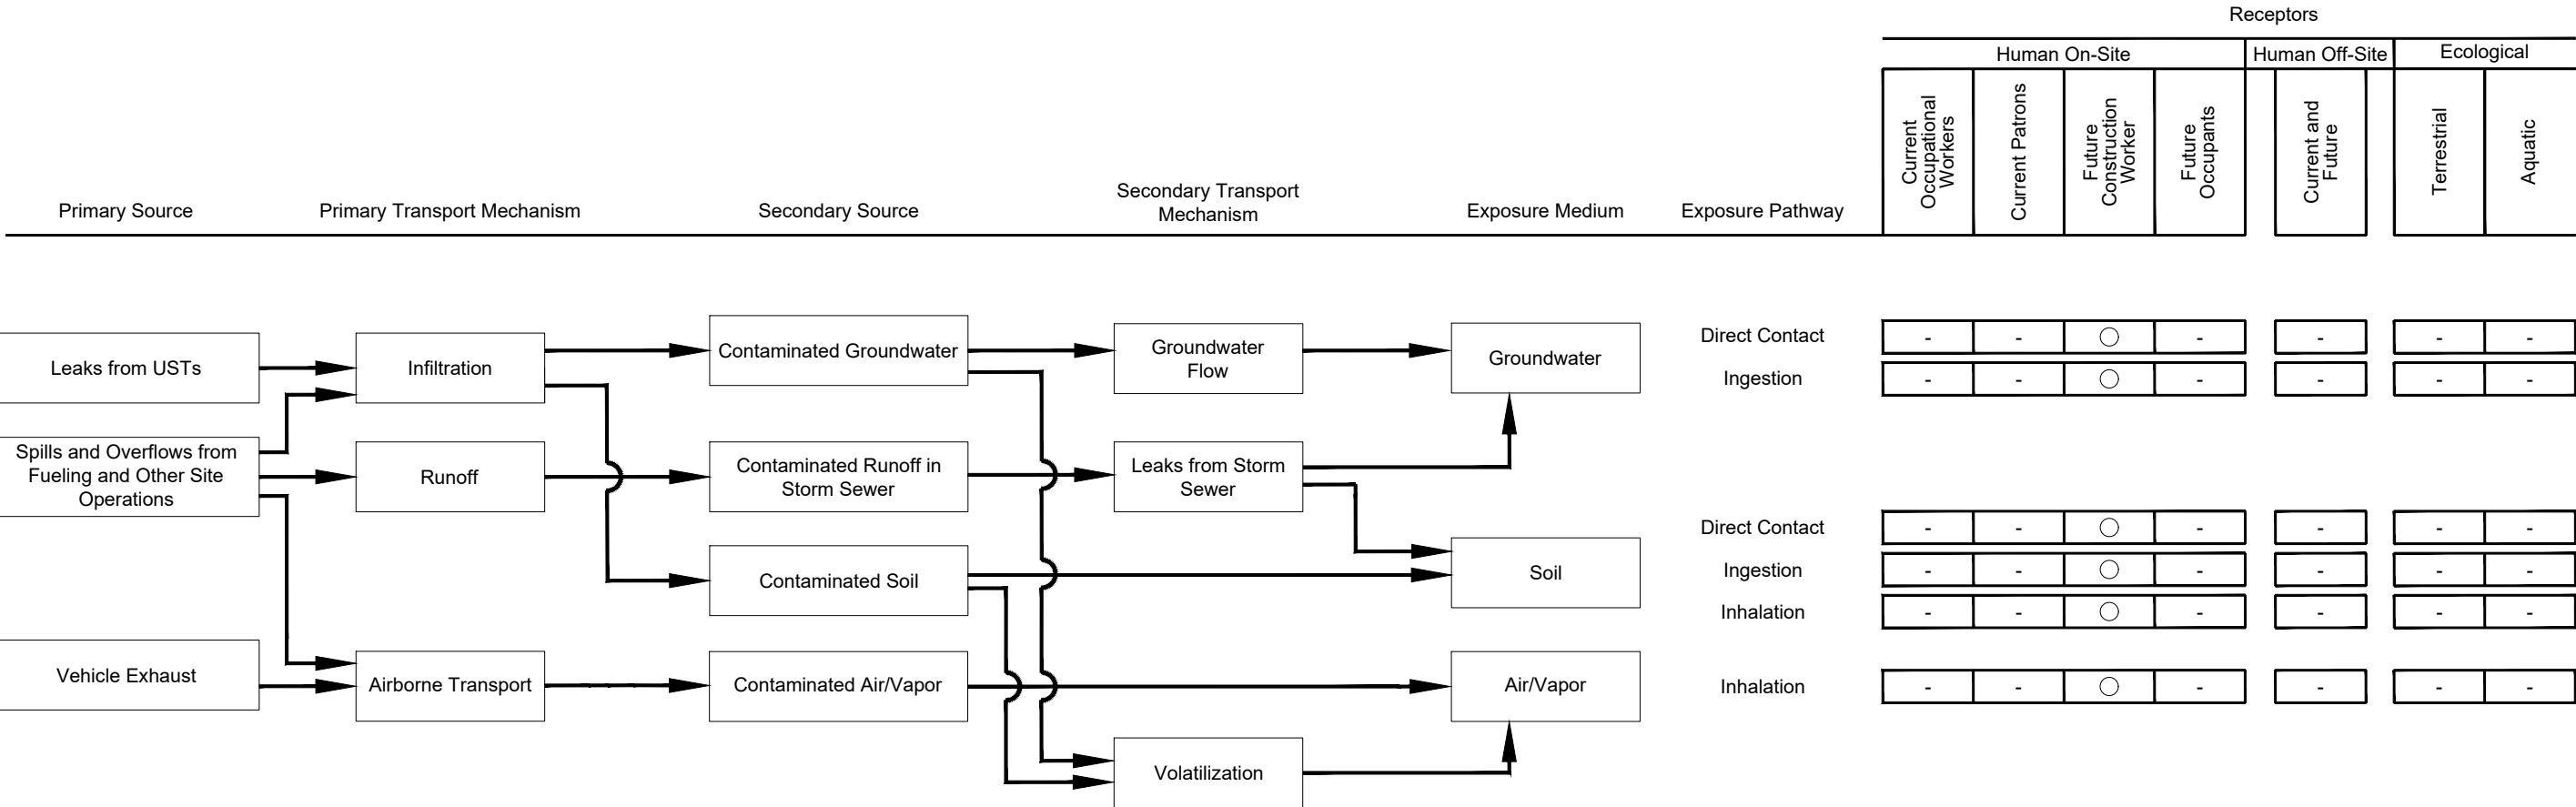 Receptors
Human On-Site
Human Off-Site
Ecological
Current
Occupational
Workers
Current Patrons
Future
Construction
Worker
Future
Occupants
Current and
Future
Terrestrial
Aquatic
Primary Source
Primary Transport Mechanism
Secondary Source
Secondary Transport
Mechanism
Exposure Medium
Exposure Pathway
Leaks from USTs
Infiltration
Contaminated Groundwater
Groundwater
Flow
Groundwater
Direct Contact
- - ○ - - - -
Ingestion
- - ○ - - - -
Spills and Overflows from
Fueling and Other Site
Operations
Runoff
Contaminated Runoff in
Storm Sewer
Leaks from Storm
Sewer
Contaminated Soil
Soil
Direct Contact
- - ○ - - - -
Ingestion
- - ○ - - - -
Inhalation
- - ○ - - - -
Vehicle Exhaust
Airborne Transport
Contaminated Air/Vapor
Air/Vapor
Inhalation
- - ○ - - - -
Volatilization